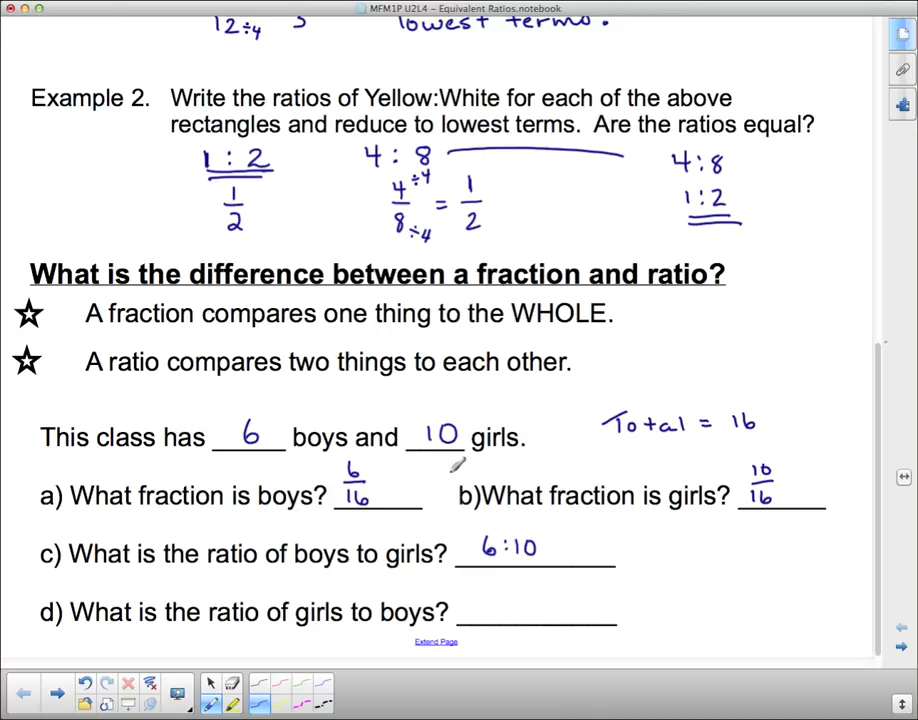 MFM1P U2L4 – Equivalent Ratios.notebook
12÷4 3 lowest terms.
Example 2. Write the ratios of Yellow:White for each of the above
rectangles and reduce to lowest terms. Are the ratios equal?
1 : 2 4 : 8 4:8
1/2 4÷4/8÷4 = 1/2 1:2
What is the difference between a fraction and ratio?
A fraction compares one thing to the WHOLE.
A ratio compares two things to each other.
This class has 6 boys and 10 girls. Total = 16
a) What fraction is boys? 6/16 b)What fraction is girls? 10/16
c) What is the ratio of boys to girls? 6:10
d) What is the ratio of girls to boys?
Extend Page